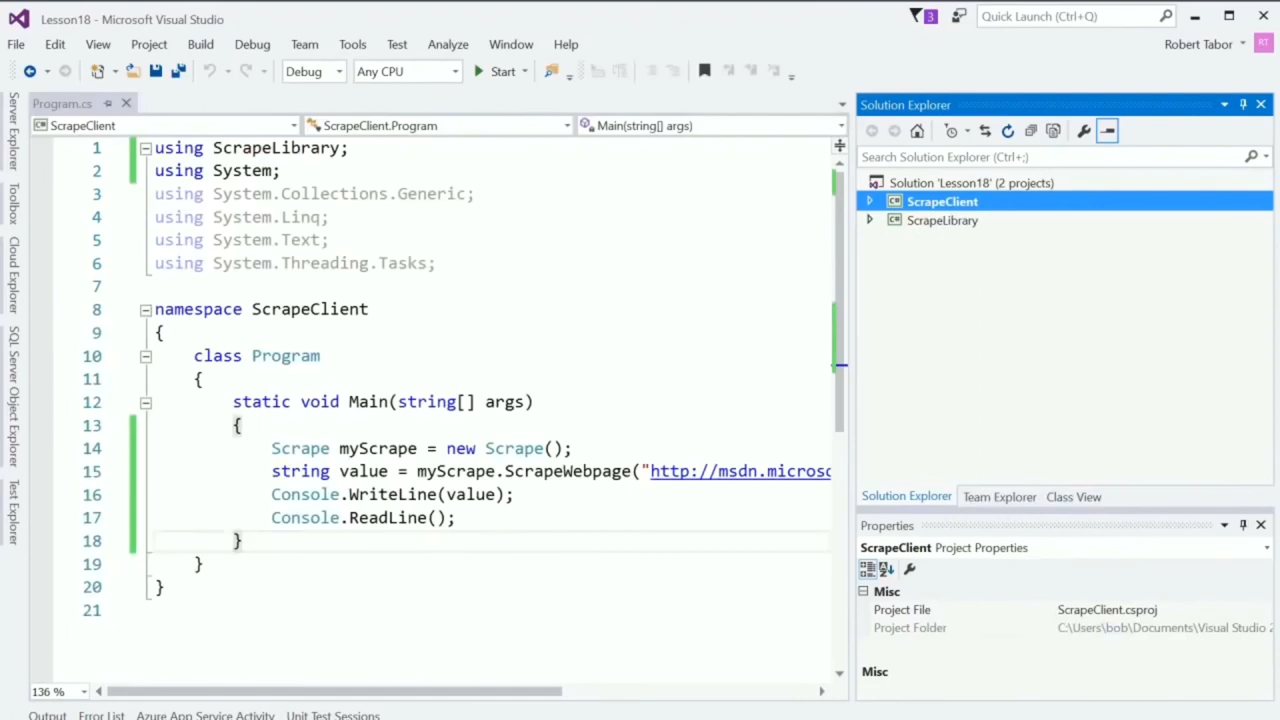 Lesson18 - Microsoft Visual Studio
3
Quick Launch (Ctrl+Q)
File Edit View Project Build Debug Team Tools Test Analyze Window Help
Robert Tabor
RT
Debug Any CPU Start
Server Explorer
Toolbox
Cloud Explorer
SQL Server Object Explorer
Test Explorer
Program.cs
ScrapeClient ScrapeClient.Program Main(string[] args)
1 using ScrapeLibrary;
2 using System;
3 using System.Collections.Generic;
4 using System.Linq;
5 using System.Text;
6 using System.Threading.Tasks;
7
8 namespace ScrapeClient
9 {
10 class Program
11 {
12 static void Main(string[] args)
13 {
14 Scrape myScrape = new Scrape();
15 string value = myScrape.ScrapeWebpage("http://msdn.microso
16 Console.WriteLine(value);
17 Console.ReadLine();
18 }
19 }
20 }
21
136 %
Solution Explorer
Search Solution Explorer (Ctrl+;)
Solution 'Lesson18' (2 projects)
C# ScrapeClient
C# ScrapeLibrary
Solution Explorer Team Explorer Class View
Properties
ScrapeClient Project Properties
Misc
Project File ScrapeClient.csproj
Project Folder C:\Users\bob\Documents\Visual Studio 2
Misc
Output Error List Azure App Service Activity Unit Test Sessions